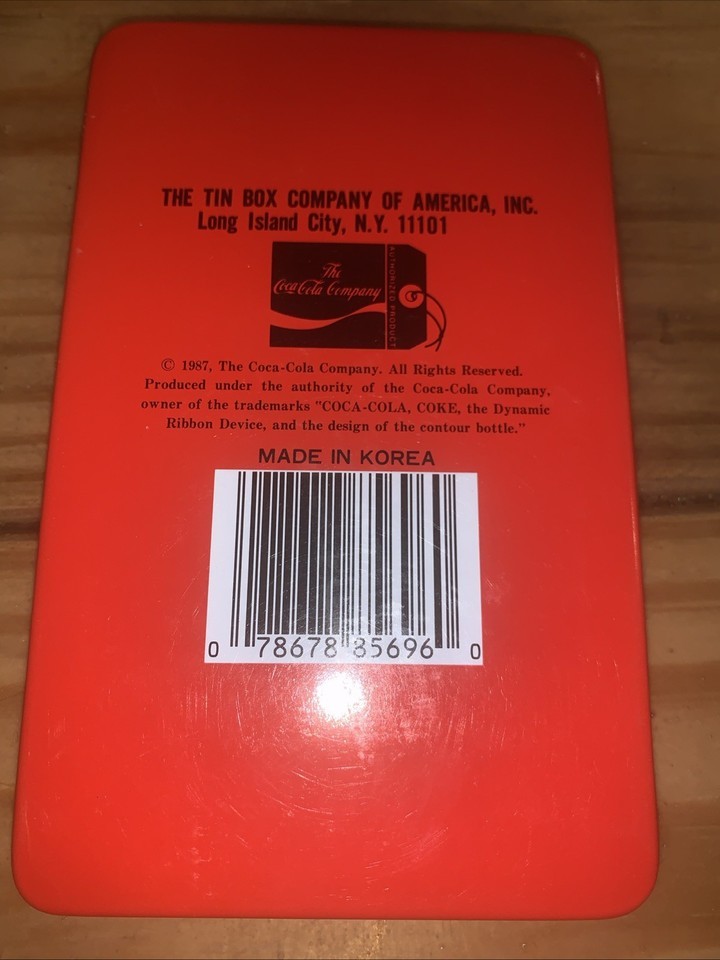 THE TIN BOX COMPANY OF AMERICA, INC.
Long Island City, N.Y. 11101
The
Coca-Cola Company
AUTHORIZED PRODUCT
© 1987, The Coca-Cola Company. All Rights Reserved.
Produced under the authority of the Coca-Cola Company,
owner of the trademarks "COCA-COLA, COKE, the Dynamic
Ribbon Device, and the design of the contour bottle."
MADE IN KOREA
0 78678 85696 0